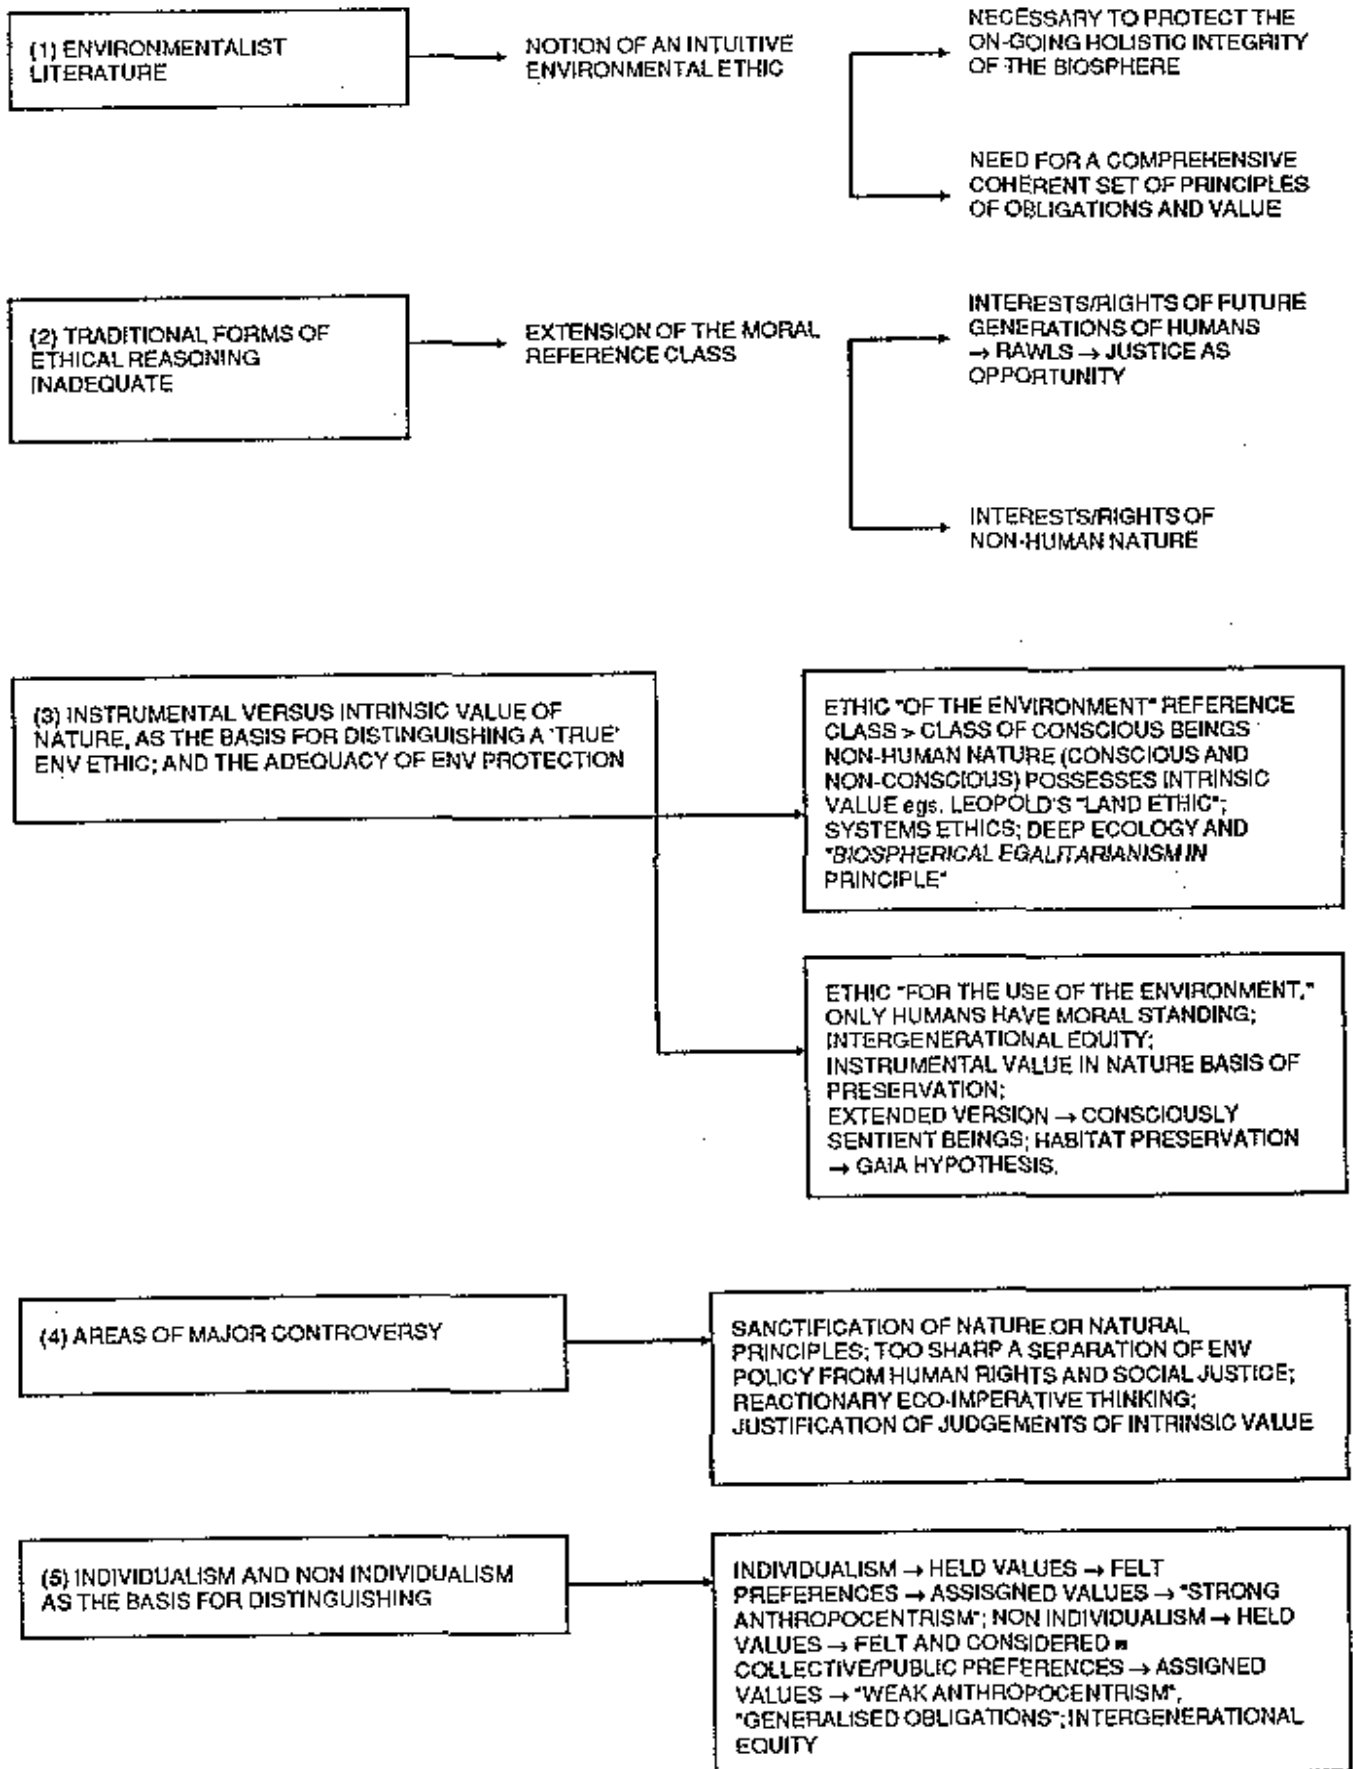 (1) ENVIRONMENTALIST
LITERATURE
NOTION OF AN INTUITIVE
ENVIRONMENTAL ETHIC
NECESSARY TO PROTECT THE
ON-GOING HOLISTIC INTEGRITY
OF THE BIOSPHERE
NEED FOR A COMPREHENSIVE
COHERENT SET OF PRINCIPLES
OF OBLIGATIONS AND VALUE
(2) TRADITIONAL FORMS OF
ETHICAL REASONING
INADEQUATE
EXTENSION OF THE MORAL
REFERENCE CLASS
INTERESTS/RIGHTS OF FUTURE
GENERATIONS OF HUMANS
→ RAWLS → JUSTICE AS
OPPORTUNITY
INTERESTS/RIGHTS OF
NON-HUMAN NATURE
(3) INSTRUMENTAL VERSUS INTRINSIC VALUE OF
NATURE, AS THE BASIS FOR DISTINGUISHING A 'TRUE'
ENV ETHIC; AND THE ADEQUACY OF ENV PROTECTION
ETHIC "OF THE ENVIRONMENT" REFERENCE
CLASS > CLASS OF CONSCIOUS BEINGS
NON-HUMAN NATURE (CONSCIOUS AND
NON-CONSCIOUS) POSSESSES INTRINSIC
VALUE egs. LEOPOLD'S "LAND ETHIC";
SYSTEMS ETHICS; DEEP ECOLOGY AND
"BIOSPHERICAL EGALITARIANISM IN
PRINCIPLE"
ETHIC "FOR THE USE OF THE ENVIRONMENT,"
ONLY HUMANS HAVE MORAL STANDING;
INTERGENERATIONAL EQUITY;
INSTRUMENTAL VALUE IN NATURE BASIS OF
PRESERVATION;
EXTENDED VERSION → CONSCIOUSLY
SENTIENT BEINGS; HABITAT PRESERVATION
→ GAIA HYPOTHESIS.
(4) AREAS OF MAJOR CONTROVERSY
SANCTIFICATION OF NATURE OR NATURAL
PRINCIPLES; TOO SHARP A SEPARATION OF ENV
POLICY FROM HUMAN RIGHTS AND SOCIAL JUSTICE;
REACTIONARY ECO-IMPERATIVE THINKING;
JUSTIFICATION OF JUDGEMENTS OF INTRINSIC VALUE
(5) INDIVIDUALISM AND NON INDIVIDUALISM
AS THE BASIS FOR DISTINGUISHING
INDIVIDUALISM → HELD VALUES → FELT
PREFERENCES → ASSISGNED VALUES → "STRONG
ANTHROPOCENTRISM"; NON INDIVIDUALISM → HELD
VALUES → FELT AND CONSIDERED =
COLLECTIVE/PUBLIC PREFERENCES → ASSIGNED
VALUES → "WEAK ANTHROPOCENTRISM",
"GENERALISED OBLIGATIONS"; INTERGENERATIONAL
EQUITY